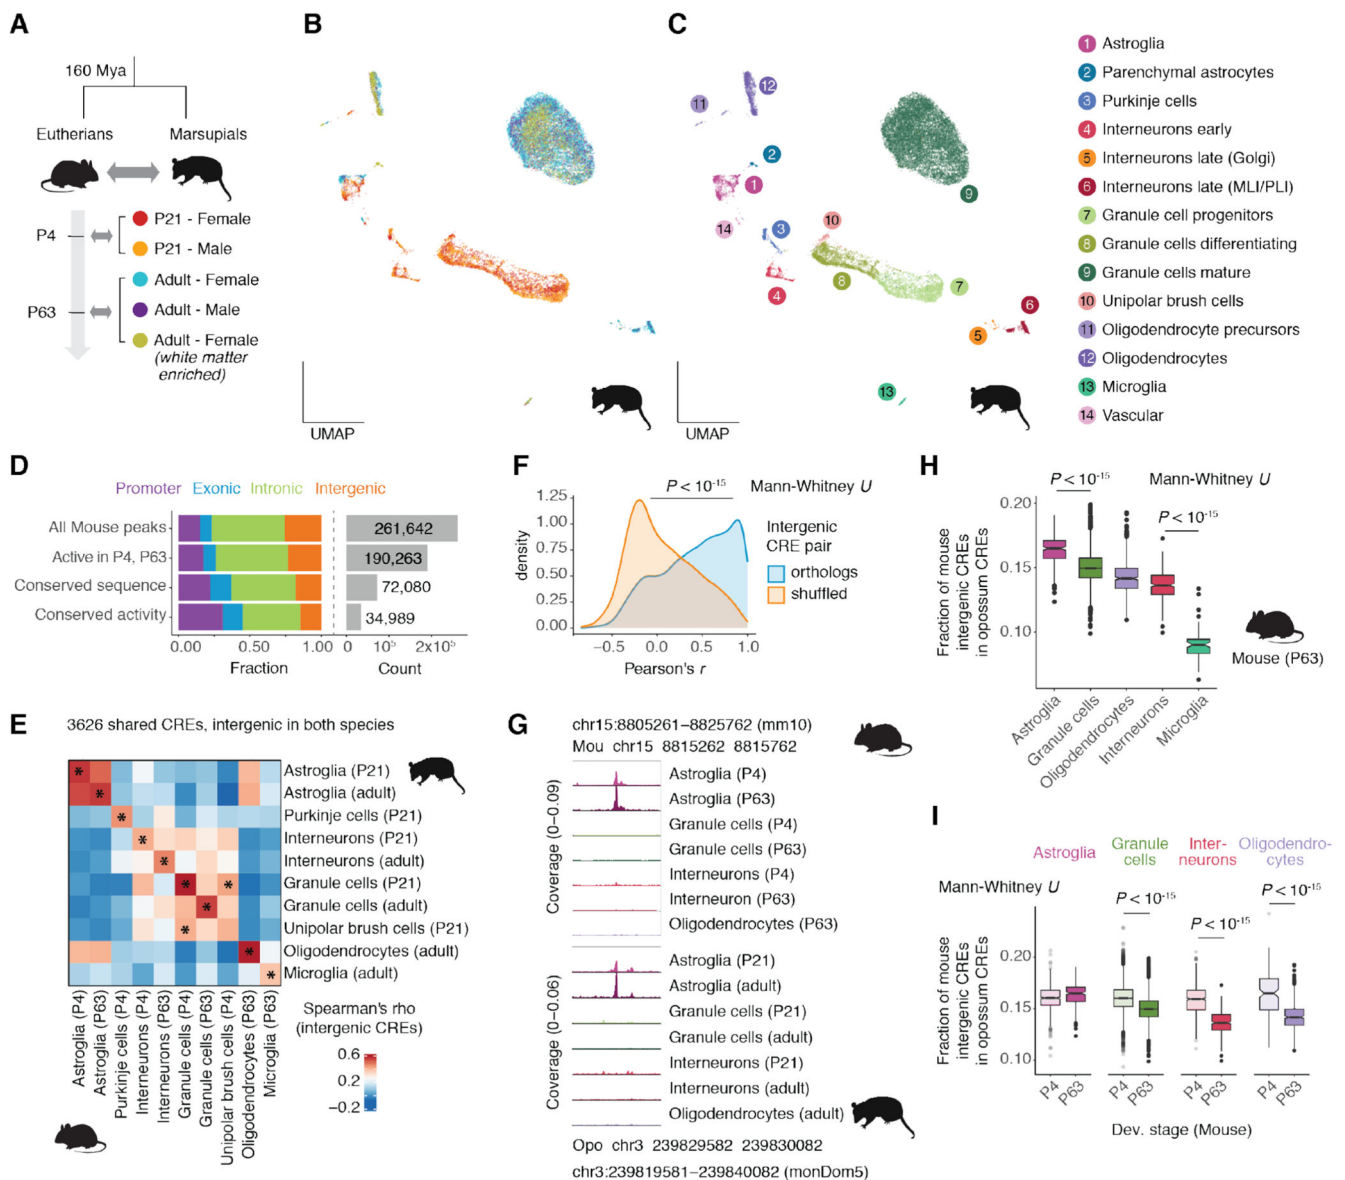 A
160 Mya
Eutherians
Marsupials
P4
P21 - Female
P21 - Male
P63
Adult - Female
Adult - Male
Adult - Female
(white matter
enriched)
B
UMAP
C
11
12
2
1
14
3
10
9
4
8
7
6
5
13
UMAP
1 Astroglia
2 Parenchymal astrocytes
3 Purkinje cells
4 Interneurons early
5 Interneurons late (Golgi)
6 Interneurons late (MLI/PLI)
7 Granule cell progenitors
8 Granule cells differentiating
9 Granule cells mature
10 Unipolar brush cells
11 Oligodendrocyte precursors
12 Oligodendrocytes
13 Microglia
14 Vascular
D
Promoter Exonic Intronic Intergenic
All Mouse peaks 261,642
Active in P4, P63 190,263
Conserved sequence 72,080
Conserved activity 34,989
0.00 0.50 1.00 0 10⁵ 2x10⁵
Fraction Count
F
P < 10⁻¹⁵ Mann-Whitney U
1.25
1.00
0.75
0.50
0.25
0.00
density
−0.5 0.0 0.5 1.0
Pearson's r
Intergenic
CRE pair
orthologs
shuffled
H
P < 10⁻¹⁵ Mann-Whitney U
P < 10⁻¹⁵
0.20
0.15
0.10
Fraction of mouse
intergenic CREs
in opossum CREs
Mouse (P63)
Astroglia
Granule cells
Oligodendrocytes
Interneurons
Microglia
E
3626 shared CREs, intergenic in both species
Astroglia (P21)
Astroglia (adult)
Purkinje cells (P21)
Interneurons (P21)
Interneurons (adult)
Granule cells (P21)
Granule cells (adult)
Unipolar brush cells (P21)
Oligodendrocytes (adult)
Microglia (adult)
Astroglia (P4)
Astroglia (P63)
Purkinje cells (P4)
Interneurons (P4)
Interneurons (P63)
Granule cells (P4)
Granule cells (P63)
Unipolar brush cells (P4)
Oligodendrocytes (P63)
Microglia (P63)
Spearman's rho
(intergenic CREs)
0.6
0.2
−0.2
G
chr15:8805261–8825762 (mm10)
Mou chr15 8815262 8815762
Coverage (0–0.09)
Astroglia (P4)
Astroglia (P63)
Granule cells (P4)
Granule cells (P63)
Interneurons (P4)
Interneuron (P63)
Oligodendrocytes (P63)
Coverage (0–0.06)
Astroglia (P21)
Astroglia (adult)
Granule cells (P21)
Granule cells (adult)
Interneurons (P21)
Interneurons (adult)
Oligodendrocytes (adult)
Opo chr3 239829582 239830082
chr3:239819581–239840082 (monDom5)
I
Astroglia
Granule
cells
Inter-
neurons
Oligodendro-
cytes
Mann-Whitney U
P < 10⁻¹⁵
P < 10⁻¹⁵
P < 10⁻¹⁵
0.20
0.15
0.10
Fraction of mouse
intergenic CREs
in opossum CREs
P4 P63 P4 P63 P4 P63 P4 P63
Dev. stage (Mouse)